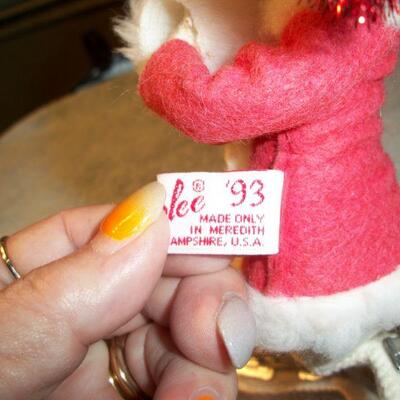 lee® '93
MADE ONLY
IN MEREDITH
AMPSHIRE, U.S.A.